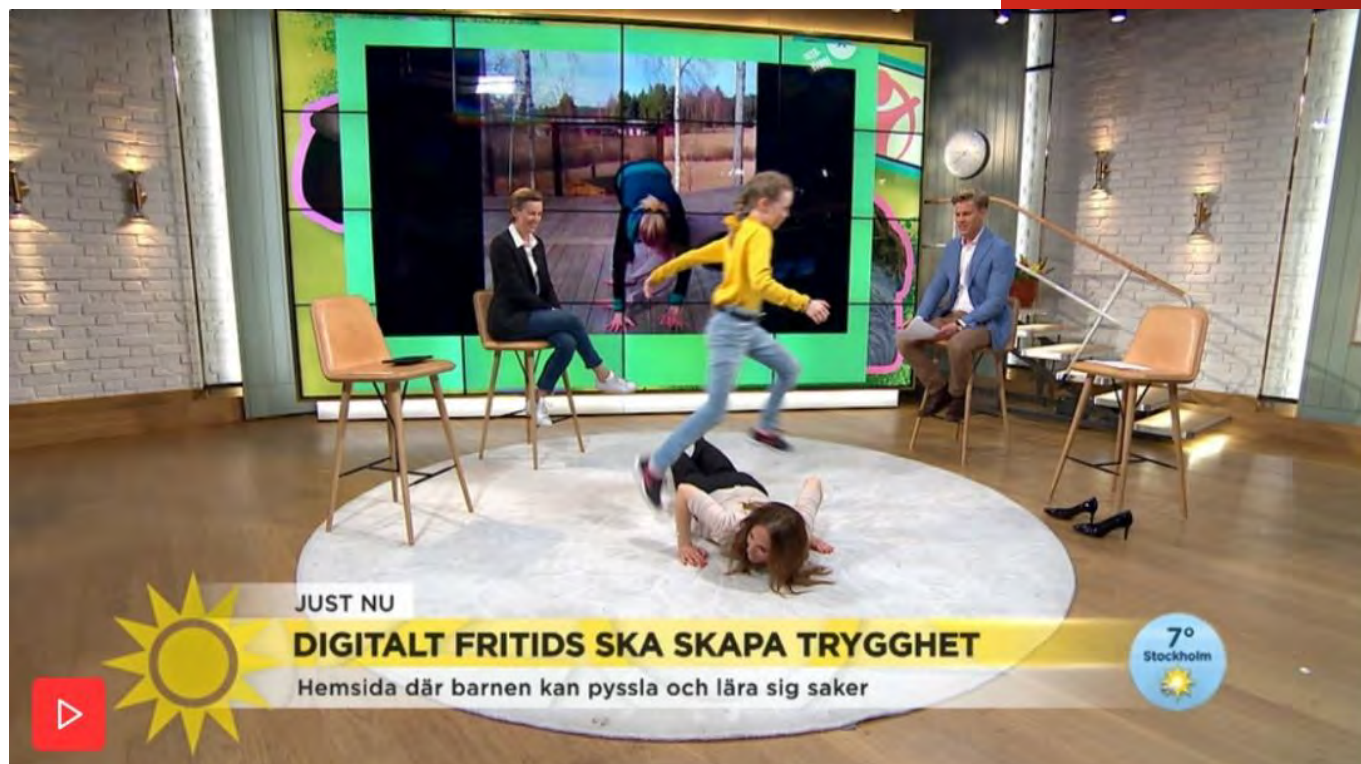 JUST NU
DIGITALT FRITIDS SKA SKAPA TRYGGHET
Hemsida där barnen kan pyssla och lära sig saker
7°
Stockholm